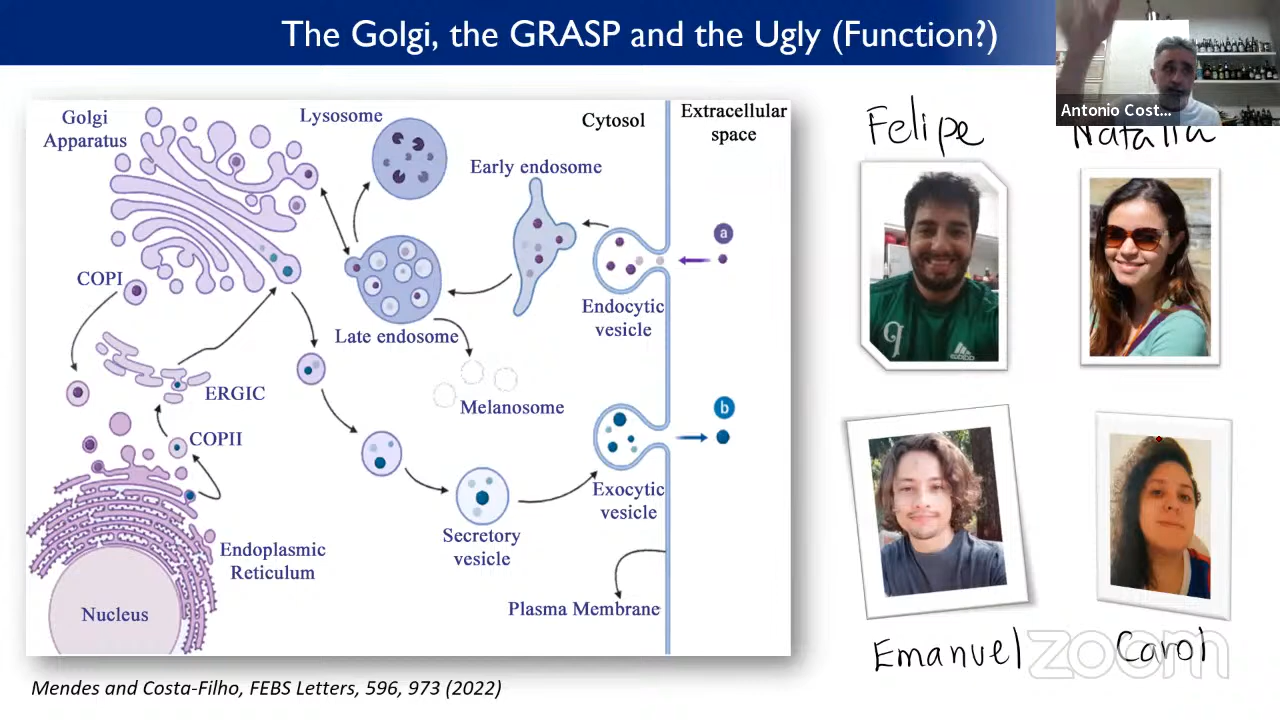 The Golgi, the GRASP and the Ugly (Function?)
Antonio Cost...
Golgi
Apparatus
Lysosome
Cytosol
Extracellular
space
Early endosome
a
COPI
Endocytic
vesicle
Late endosome
ERGIC
Melanosome
b
COPII
Exocytic
vesicle
Secretory
vesicle
Endoplasmic
Reticulum
Plasma Membrane
Nucleus
Mendes and Costa-Filho, FEBS Letters, 596, 973 (2022)
Felipe
Natalia
adidas
Emanuel
Carol
zoom